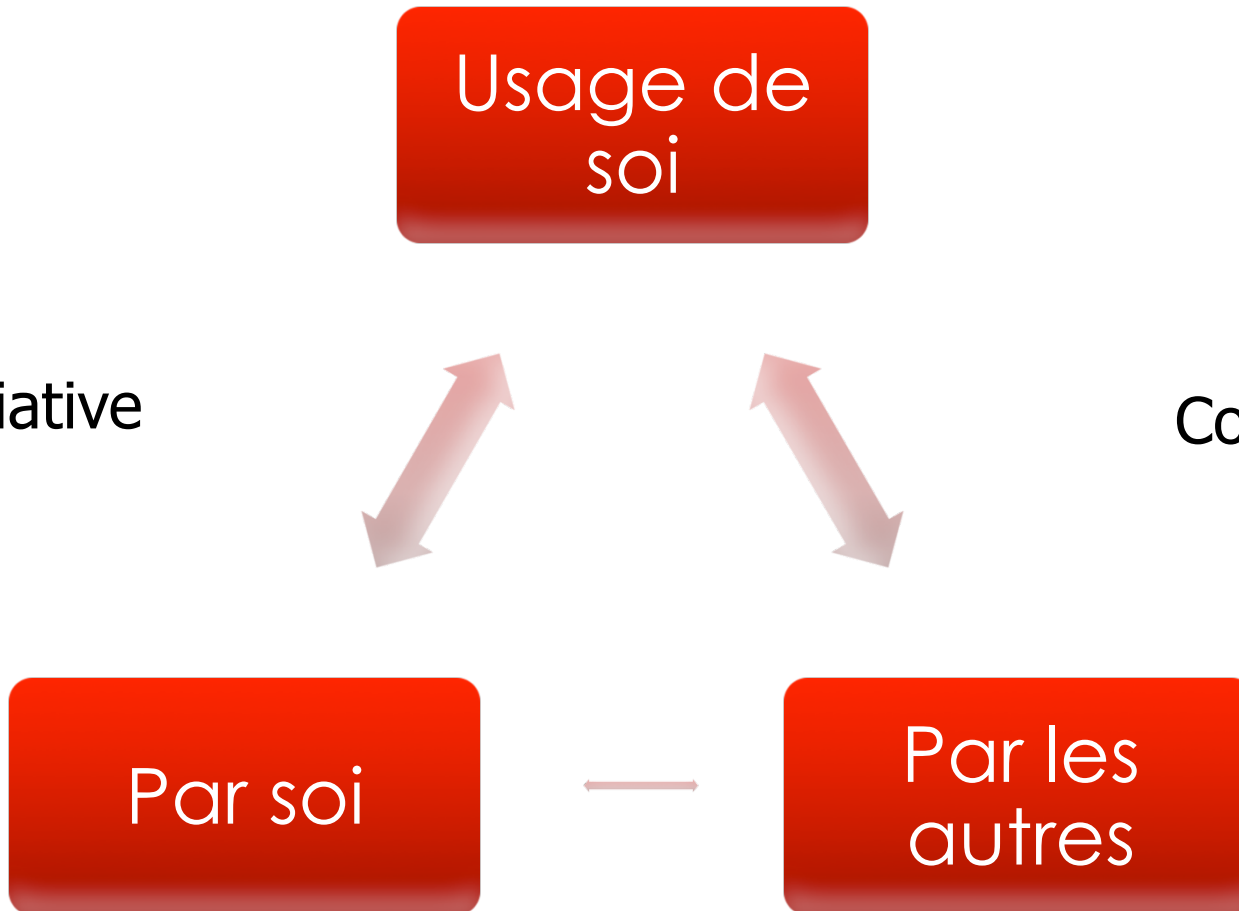 Usage de
soi
iative
Co
Par soi
Par les
autres